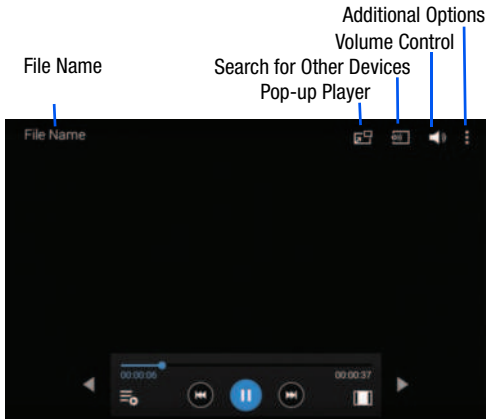 Additional Options
Volume Control
File Name
Search for Other Devices
Pop-up Player
File Name
00:00:06
00:00:37